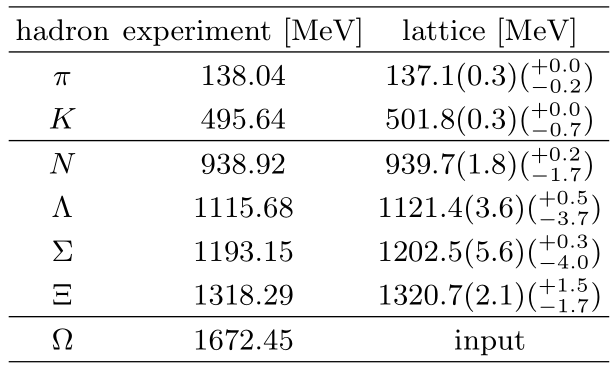 hadron experiment [MeV] lattice [MeV]
π 138.04 137.1(0.3)(+0.0 −0.2)
K 495.64 501.8(0.3)(+0.0 −0.7)
N 938.92 939.7(1.8)(+0.2 −1.7)
Λ 1115.68 1121.4(3.6)(+0.5 −3.7)
Σ 1193.15 1202.5(5.6)(+0.3 −4.0)
Ξ 1318.29 1320.7(2.1)(+1.5 −1.7)
Ω 1672.45 input